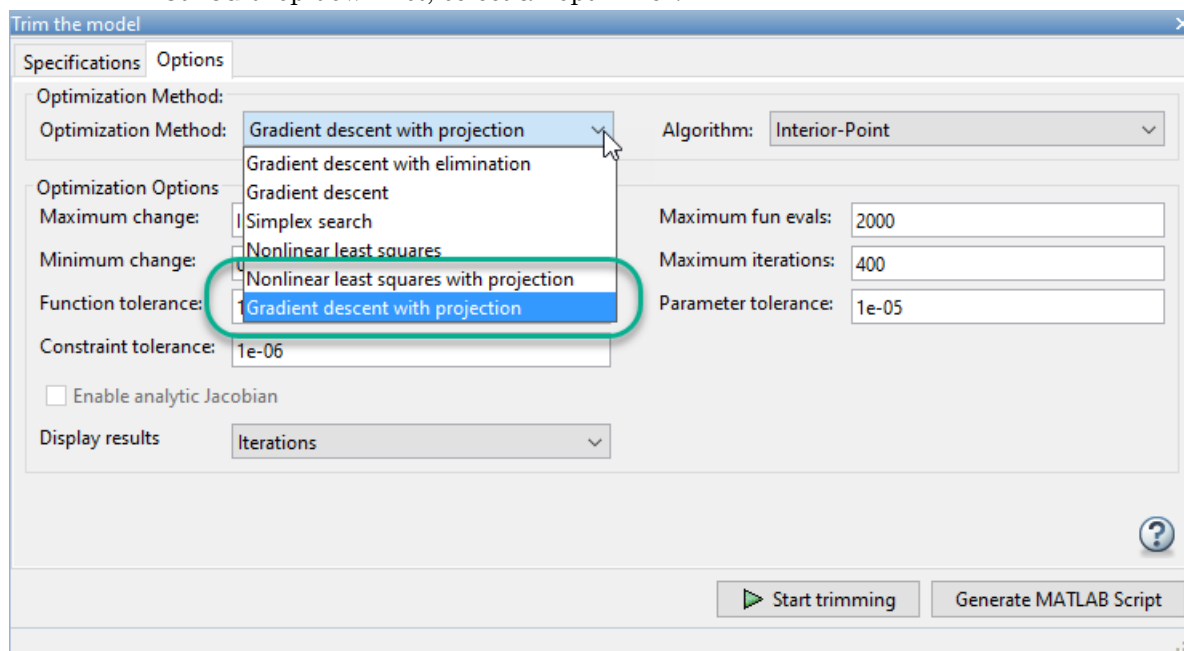 Trim the model
Specifications Options
Optimization Method:
Optimization Method: Gradient descent with projection Algorithm: Interior-Point
Gradient descent with elimination
Gradient descent
Simplex search
Nonlinear least squares
Nonlinear least squares with projection
Gradient descent with projection
Optimization Options
Maximum change: Maximum fun evals: 2000
Minimum change: Maximum iterations: 400
Function tolerance: Parameter tolerance: 1e-05
Constraint tolerance: 1e-06
Enable analytic Jacobian
Display results Iterations
?
Start trimming Generate MATLAB Script